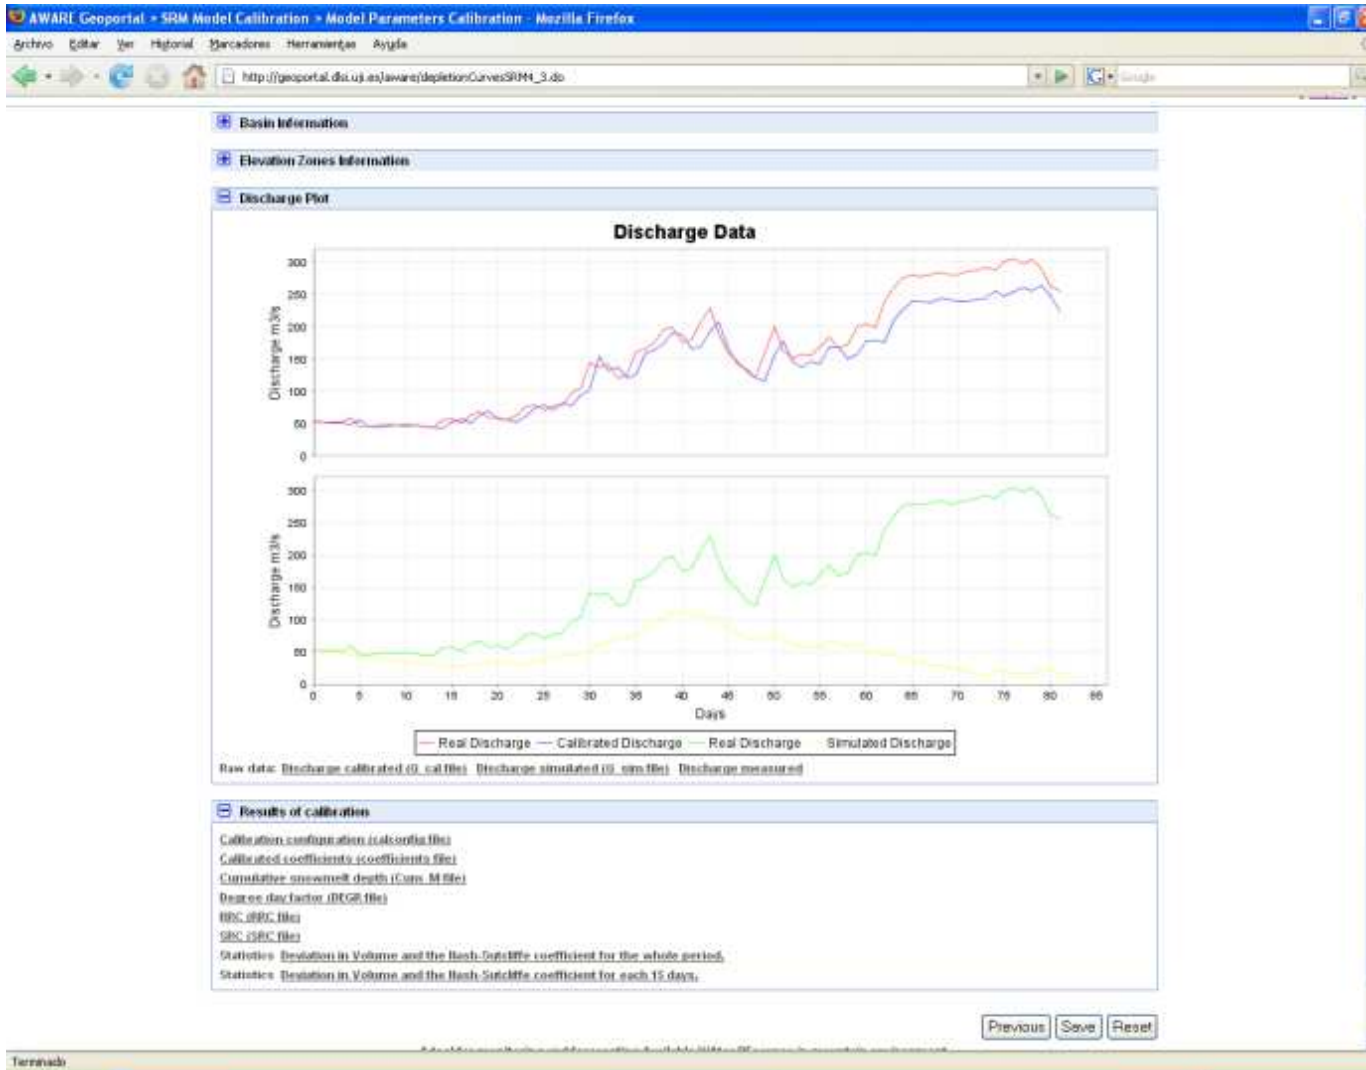 AWARE Geoportal > SRM Model Calibration > Model Parameters Calibration - Mozilla Firefox
Archivo Editar Ver Historial Marcadores Herramientas Ayuda
http://geoportal.dlsi.uji.es/aware/depletionCurvesSRM4_3.do
Google
Basin Information
Elevation Zones Information
Discharge Plot
Discharge Data
300
250
200
150
100
50
0
Discharge m3/s
300
250
200
150
100
50
0
Discharge m3/s
0 5 10 15 20 25 30 35 40 45 50 55 60 65 70 75 80 85
Days
Real Discharge Calibrated Discharge Real Discharge Simulated Discharge
Raw data: Discharge calibrated (Q_cal file) Discharge simulated (Q_sim file) Discharge measured
Results of calibration
Calibration configuration (calconfig file)
Calibrated coefficients (coefficients file)
Cumulative snowmelt depth (Cum_M file)
Degree day factor (DEGR file)
RRC (RRC file)
SRC (SRC file)
Statistics Deviation in Volume and the Nash-Sutcliffe coefficient for the whole period.
Statistics Deviation in Volume and the Nash-Sutcliffe coefficient for each 15 days.
Previous Save Reset
Terminado